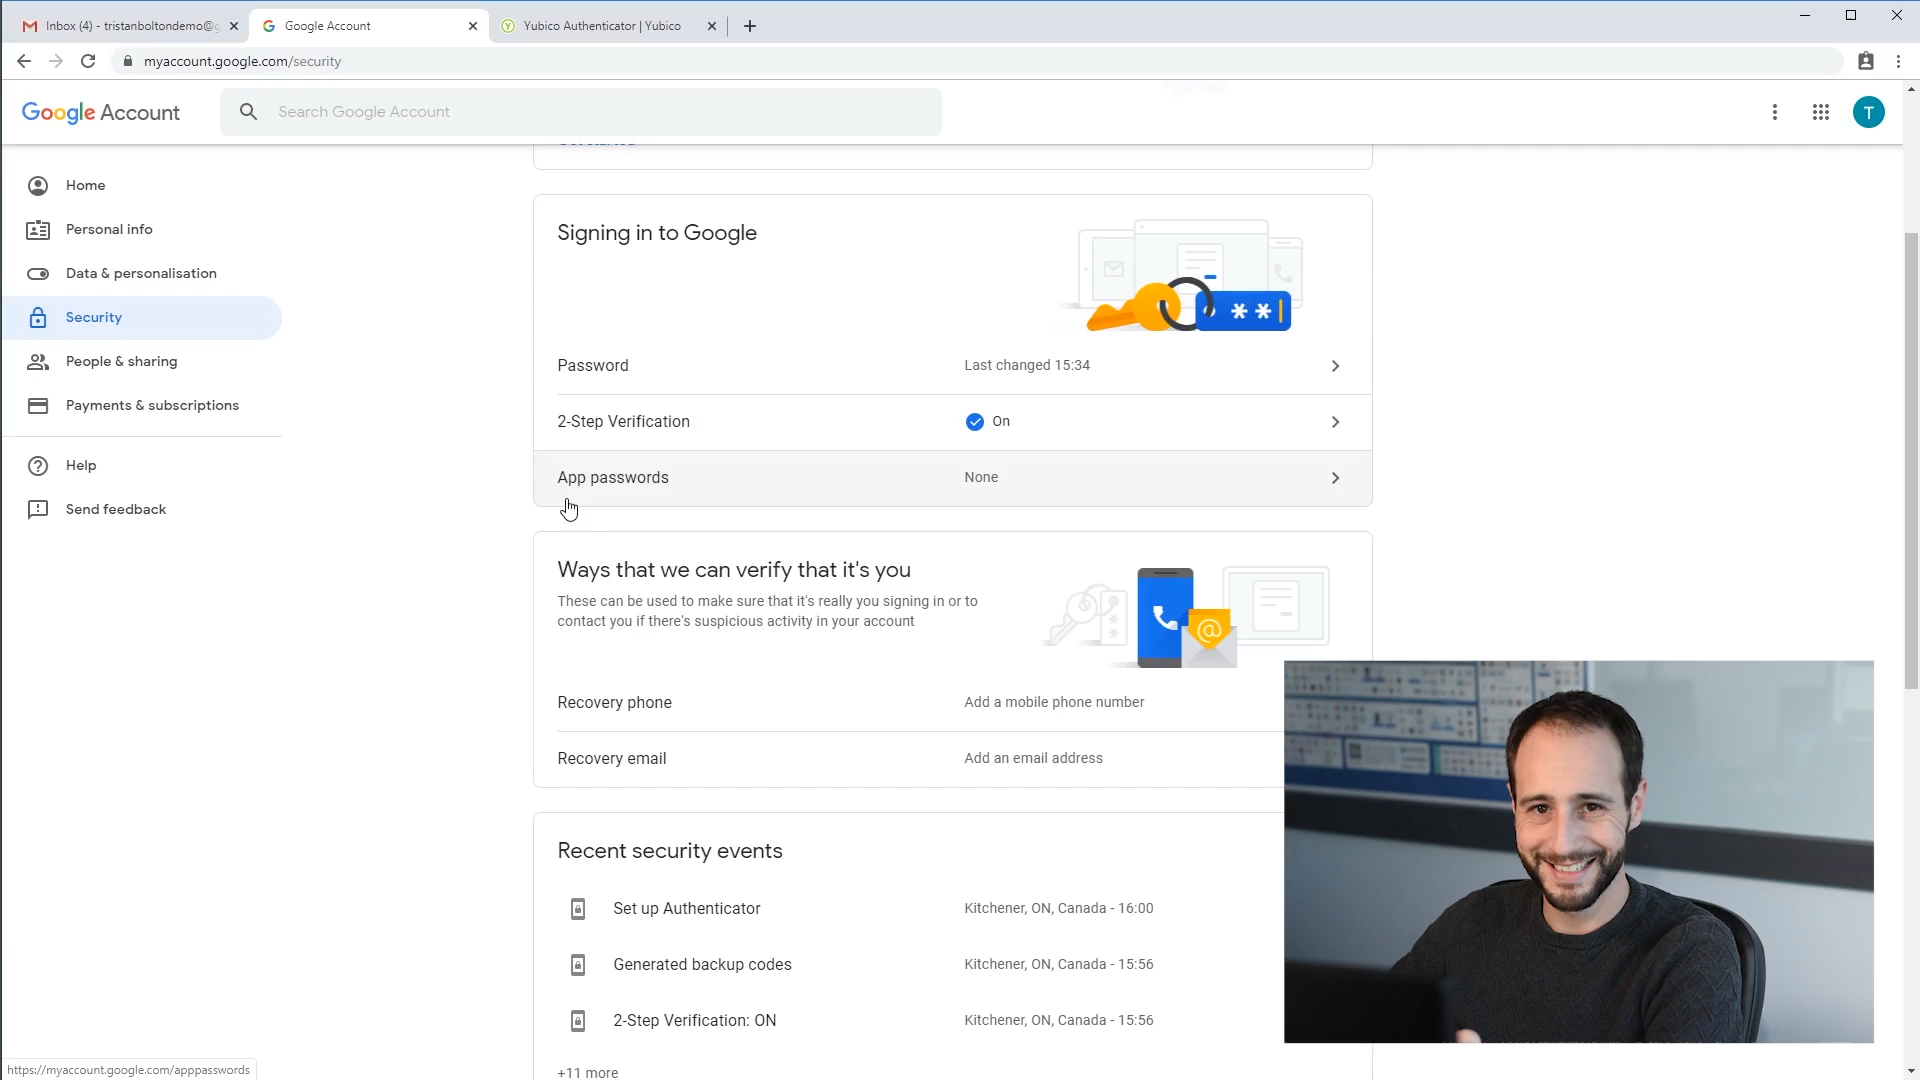 Inbox (4) - tristanboltondemo@g
Google Account
Yubico Authenticator | Yubico
myaccount.google.com/security
Google Account
Search Google Account
T
Get started
Home
Personal info
Data & personalisation
Security
People & sharing
Payments & subscriptions
Help
Send feedback
Signing in to Google
**
Password
Last changed 15:34
2-Step Verification
On
App passwords
None
Ways that we can verify that it's you
These can be used to make sure that it's really you signing in or to
contact you if there's suspicious activity in your account
@
Recovery phone
Add a mobile phone number
Recovery email
Add an email address
Recent security events
Set up Authenticator
Kitchener, ON, Canada - 16:00
Generated backup codes
Kitchener, ON, Canada - 15:56
2-Step Verification: ON
Kitchener, ON, Canada - 15:56
+11 more
https://myaccount.google.com/apppasswords